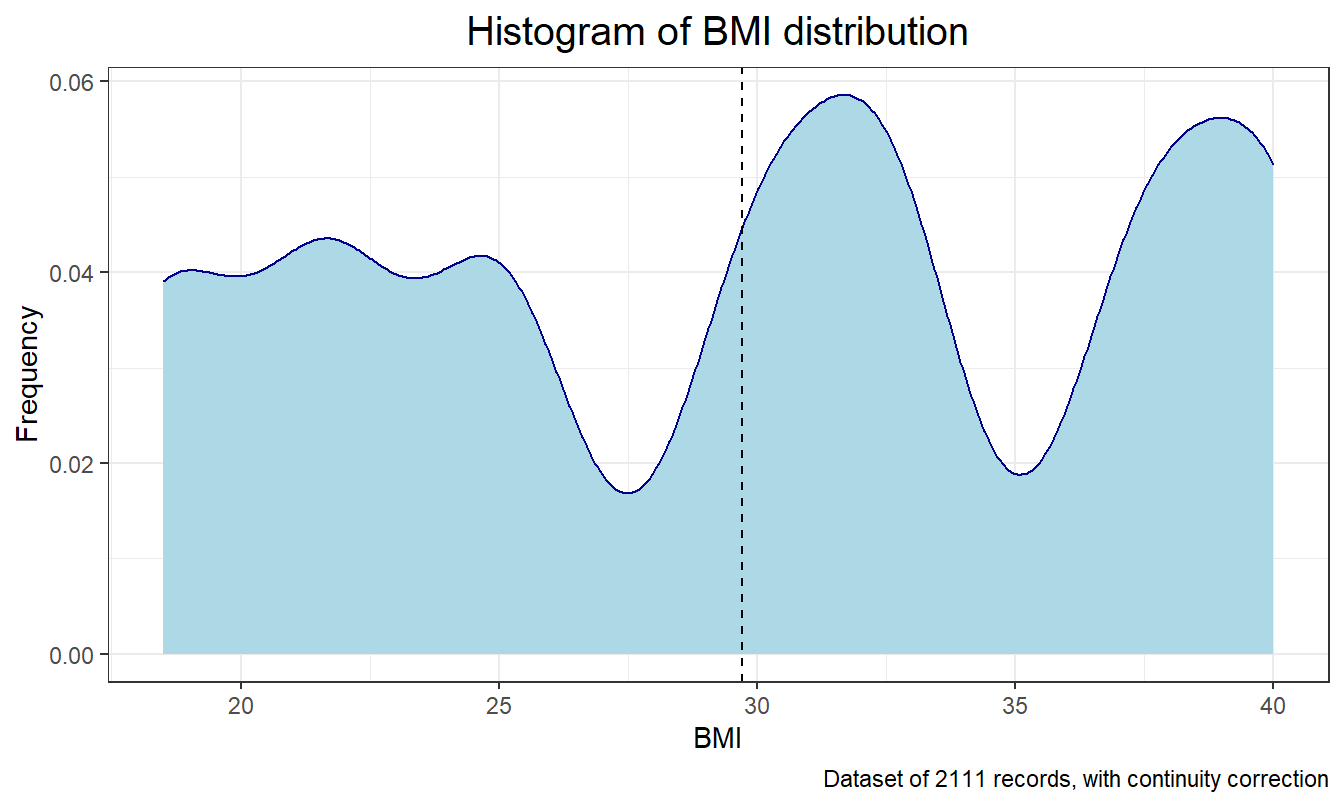 Histogram of BMI distribution
0.06
0.04
0.02
0.00
Frequency
20 25 30 35 40
BMI
Dataset of 2111 records, with continuity correction